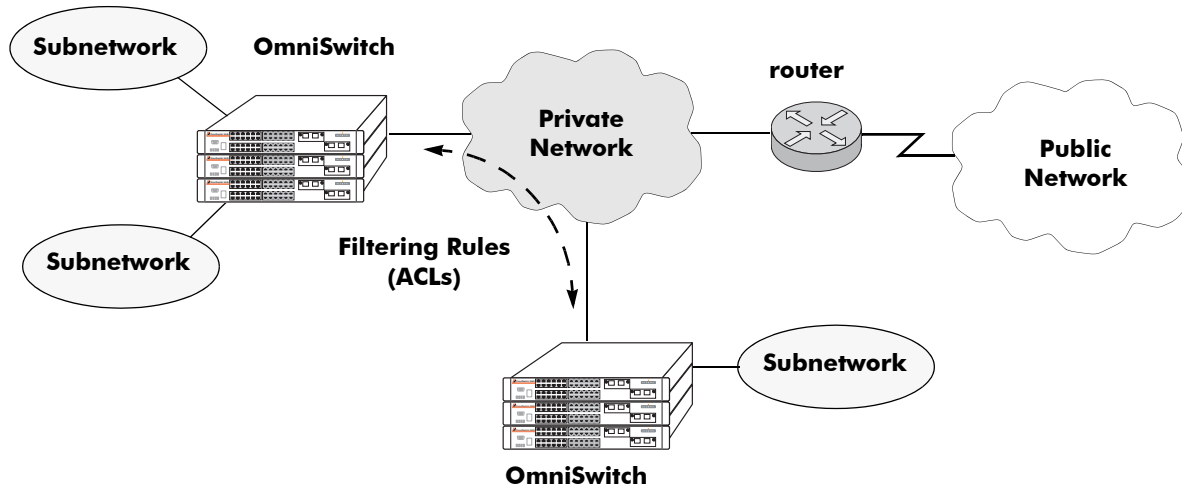 Subnetwork
OmniSwitch
router
Private
Network
Public
Network
Subnetwork
Filtering Rules
(ACLs)
Subnetwork
OmniSwitch